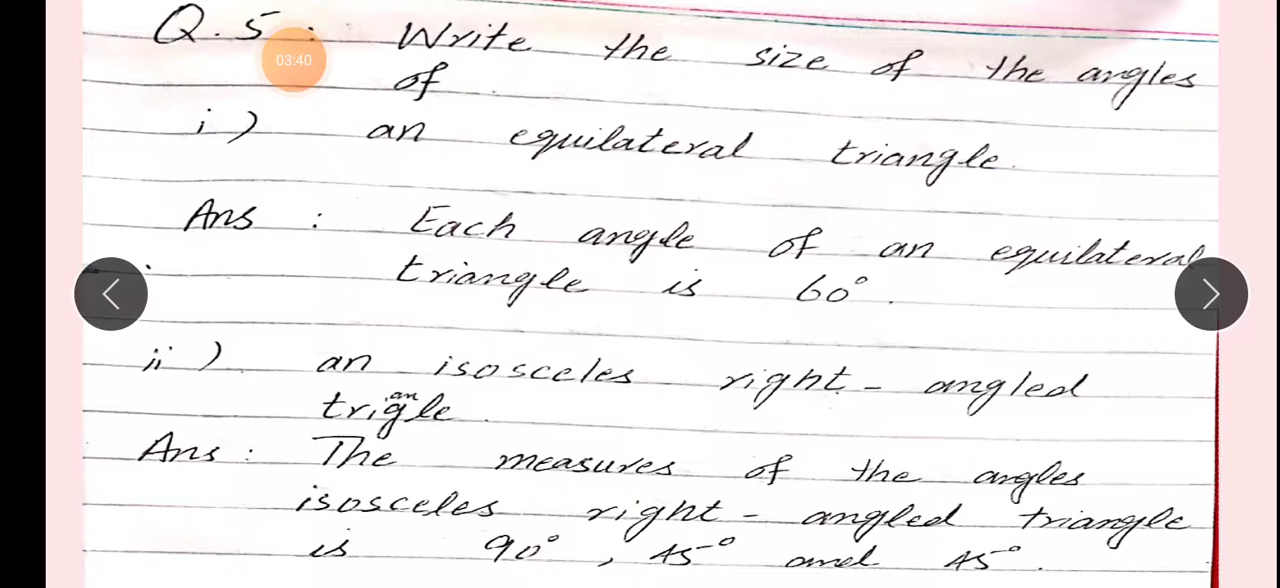 Q.5 : Write the size of the angles
03:40
of
i) an equilateral triangle.
Ans : Each angle of an equilateral
triangle is 60°.
ii) an isosceles right-angled
triangle.
Ans : The measures of the angles
isosceles right-angled triangle
is 90°, 45° and 45°.